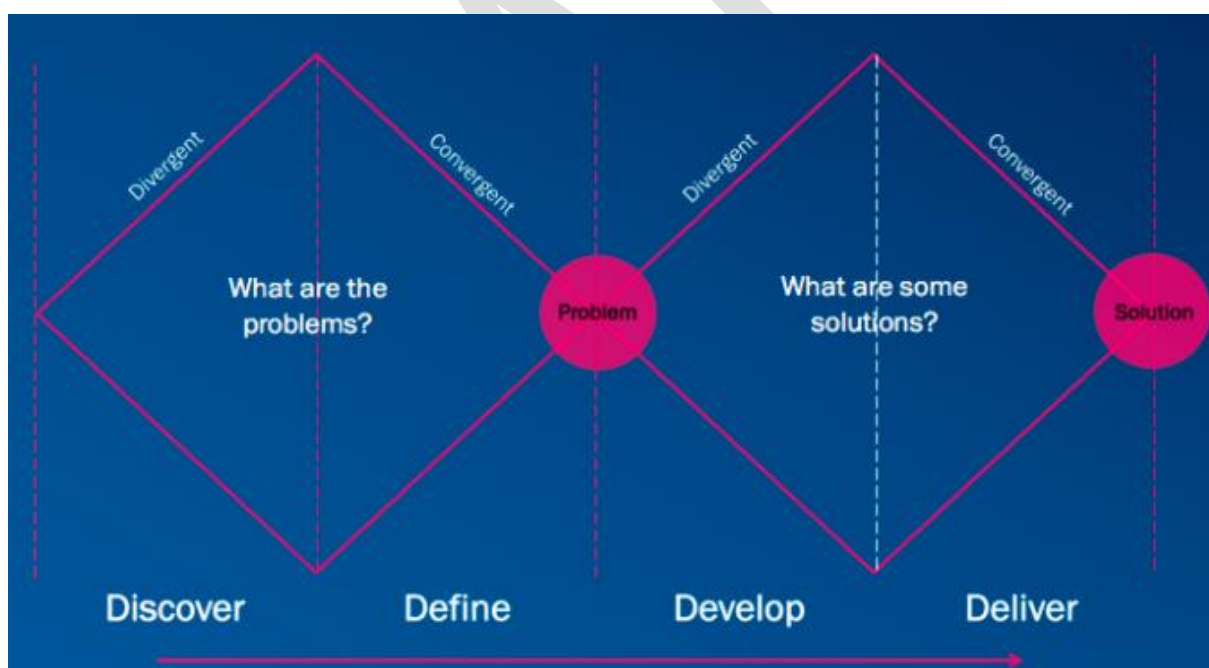 Divergent
Convergent
Divergent
Convergent
What are the
problems?
Problem
What are some
solutions?
Solution
Discover
Define
Develop
Deliver